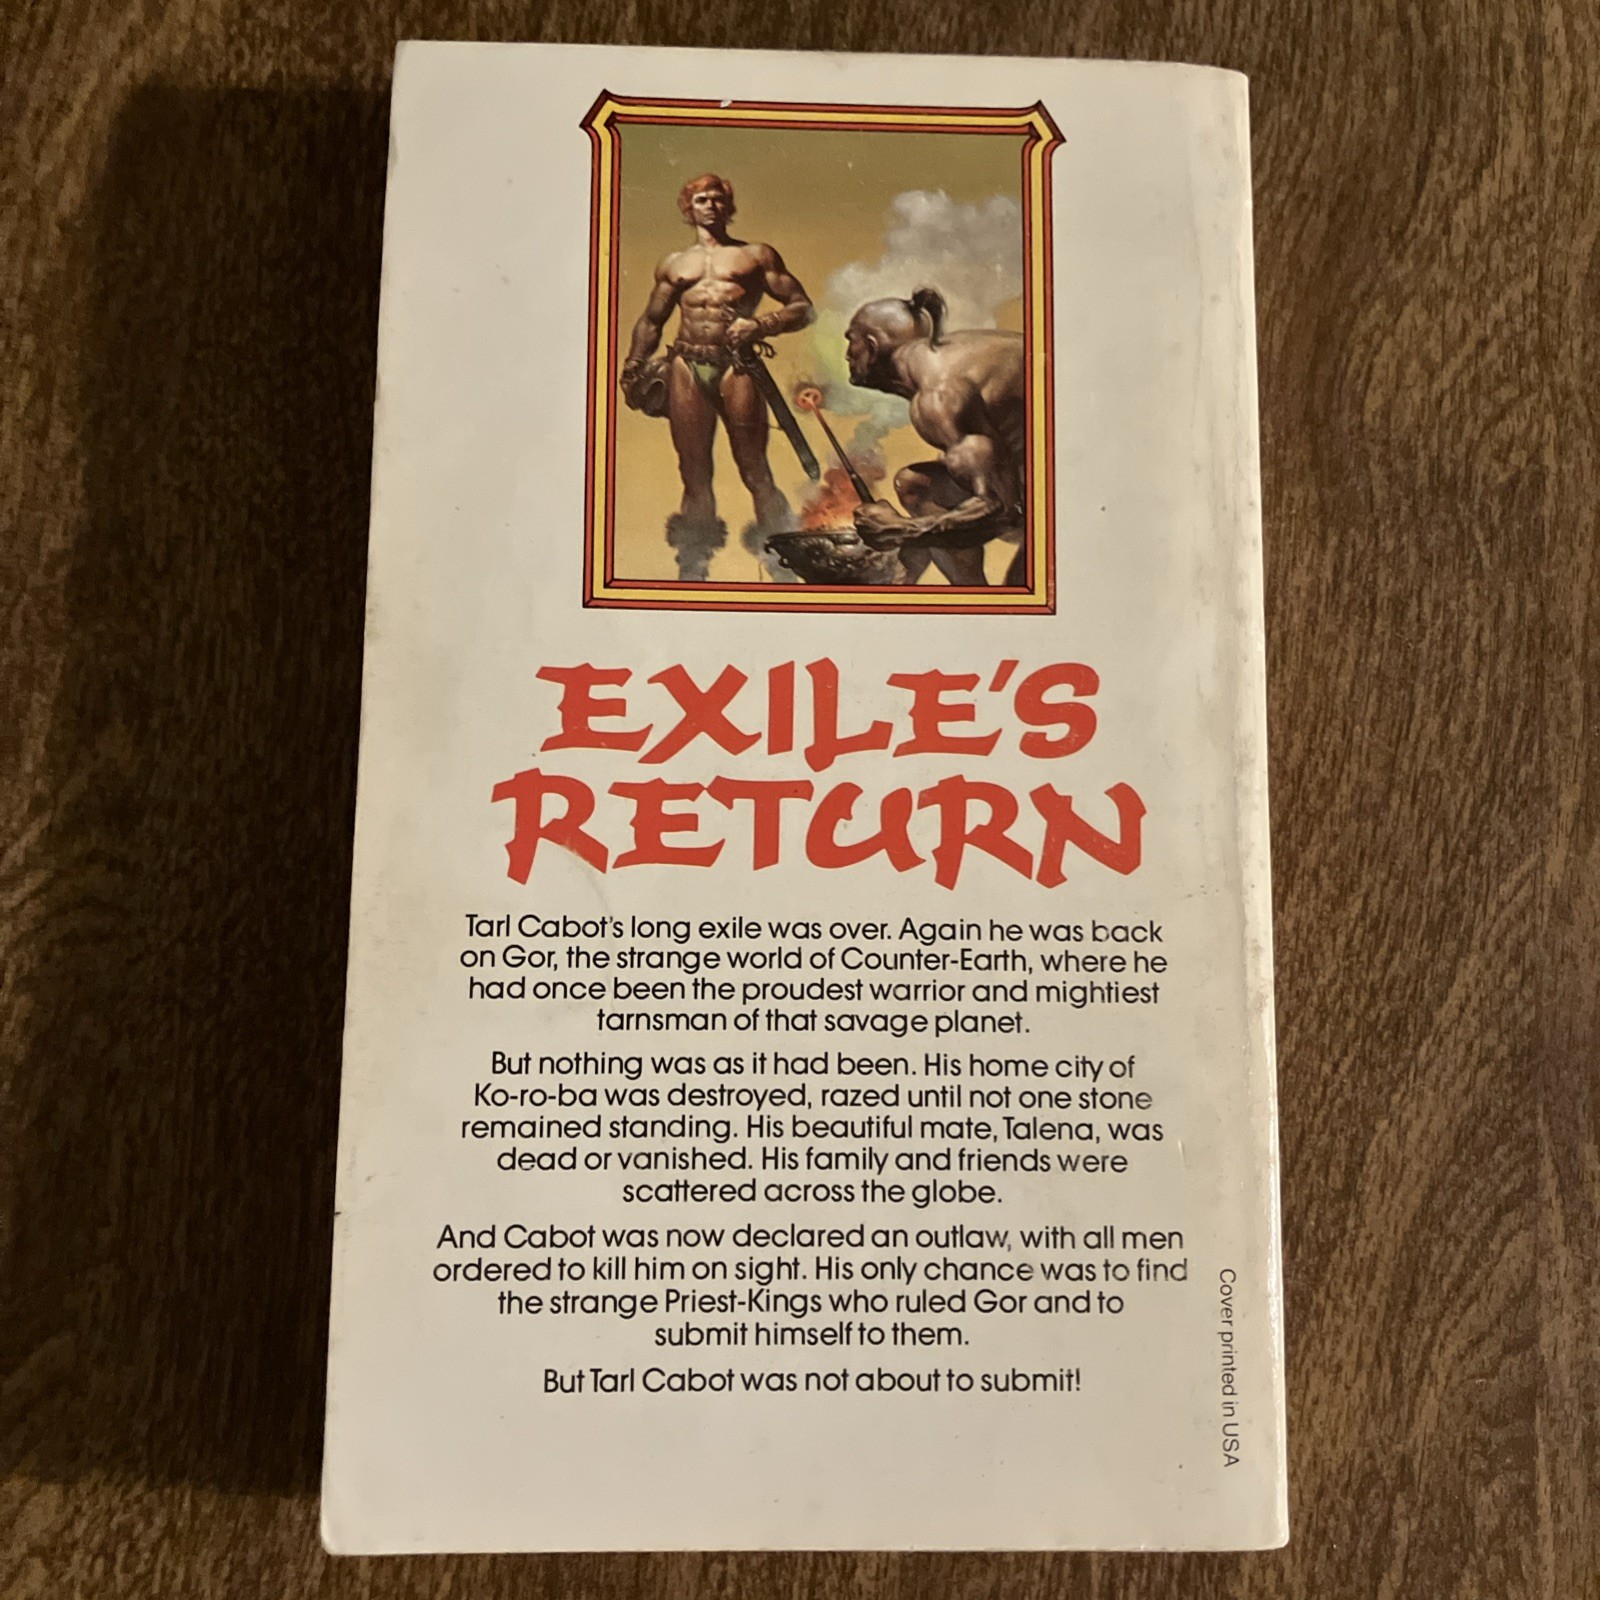 EXILE'S
RETURN
Tarl Cabot's long exile was over. Again he was back
on Gor, the strange world of Counter-Earth, where he
had once been the proudest warrior and mightiest
tarnsman of that savage planet.
But nothing was as it had been. His home city of
Ko-ro-ba was destroyed, razed until not one stone
remained standing. His beautiful mate, Talena, was
dead or vanished. His family and friends were
scattered across the globe.
And Cabot was now declared an outlaw, with all men
ordered to kill him on sight. His only chance was to find
the strange Priest-Kings who ruled Gor and to
submit himself to them.
But Tarl Cabot was not about to submit!
Cover printed in USA